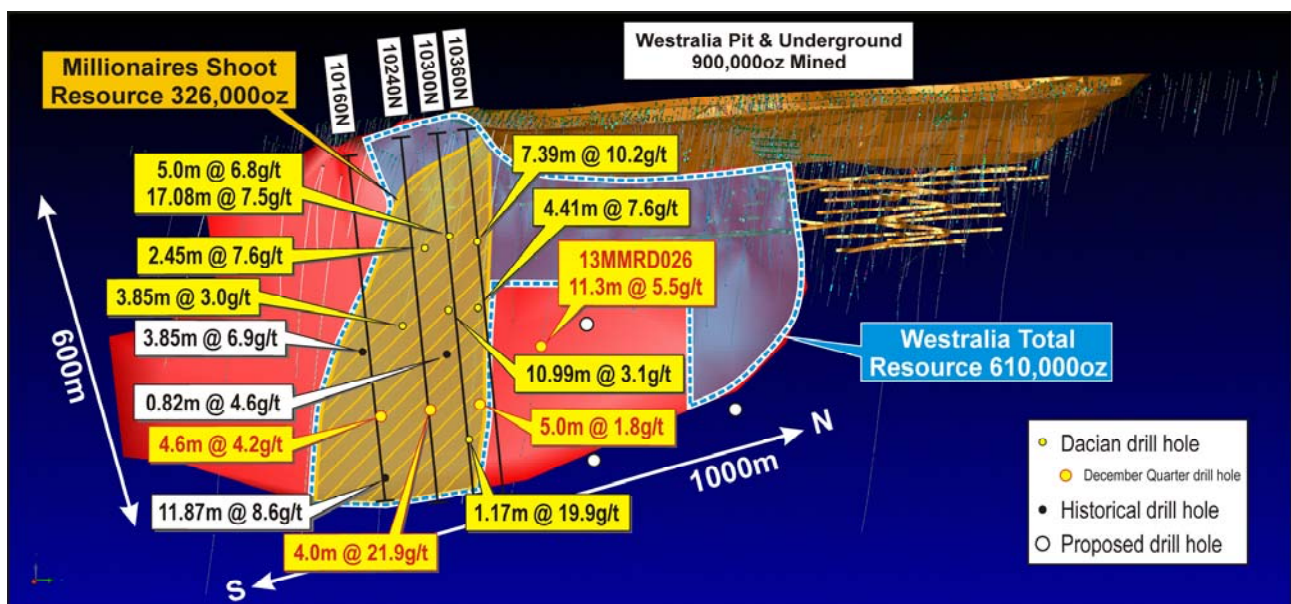 Westralia Pit & Underground
900,000oz Mined
Millionaires Shoot
Resource 326,000oz
10160N
10240N
10300N
10360N
5.0m @ 6.8g/t
17.08m @ 7.5g/t
7.39m @ 10.2g/t
4.41m @ 7.6g/t
2.45m @ 7.6g/t
13MMRD026
11.3m @ 5.5g/t
3.85m @ 3.0g/t
3.85m @ 6.9g/t
Westralia Total
Resource 610,000oz
10.99m @ 3.1g/t
0.82m @ 4.6g/t
600m
4.6m @ 4.2g/t
5.0m @ 1.8g/t
N
1000m
11.87m @ 8.6g/t
1.17m @ 19.9g/t
4.0m @ 21.9g/t
S
Dacian drill hole
December Quarter drill hole
Historical drill hole
Proposed drill hole